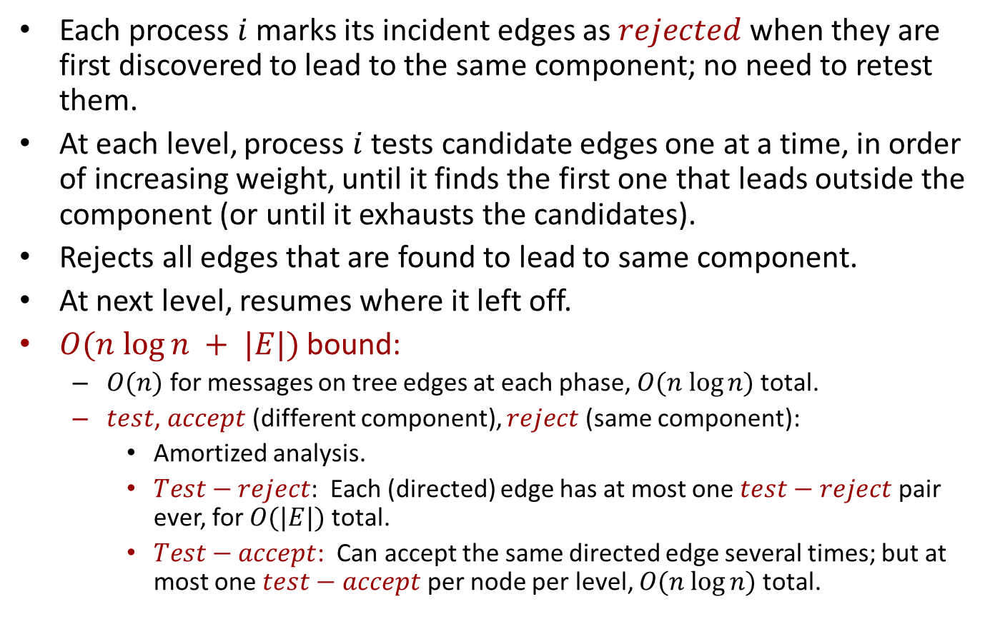 • Each process i marks its incident edges as rejected when they are
first discovered to lead to the same component; no need to retest
them.
• At each level, process i tests candidate edges one at a time, in order
of increasing weight, until it finds the first one that leads outside the
component (or until it exhausts the candidates).
• Rejects all edges that are found to lead to same component.
• At next level, resumes where it left off.
• O(n log n + |E|) bound:
– O(n) for messages on tree edges at each phase, O(n log n) total.
– test, accept (different component), reject (same component):
• Amortized analysis.
• Test − reject: Each (directed) edge has at most one test − reject pair
ever, for O(|E|) total.
• Test − accept: Can accept the same directed edge several times; but at
most one test − accept per node per level, O(n log n) total.